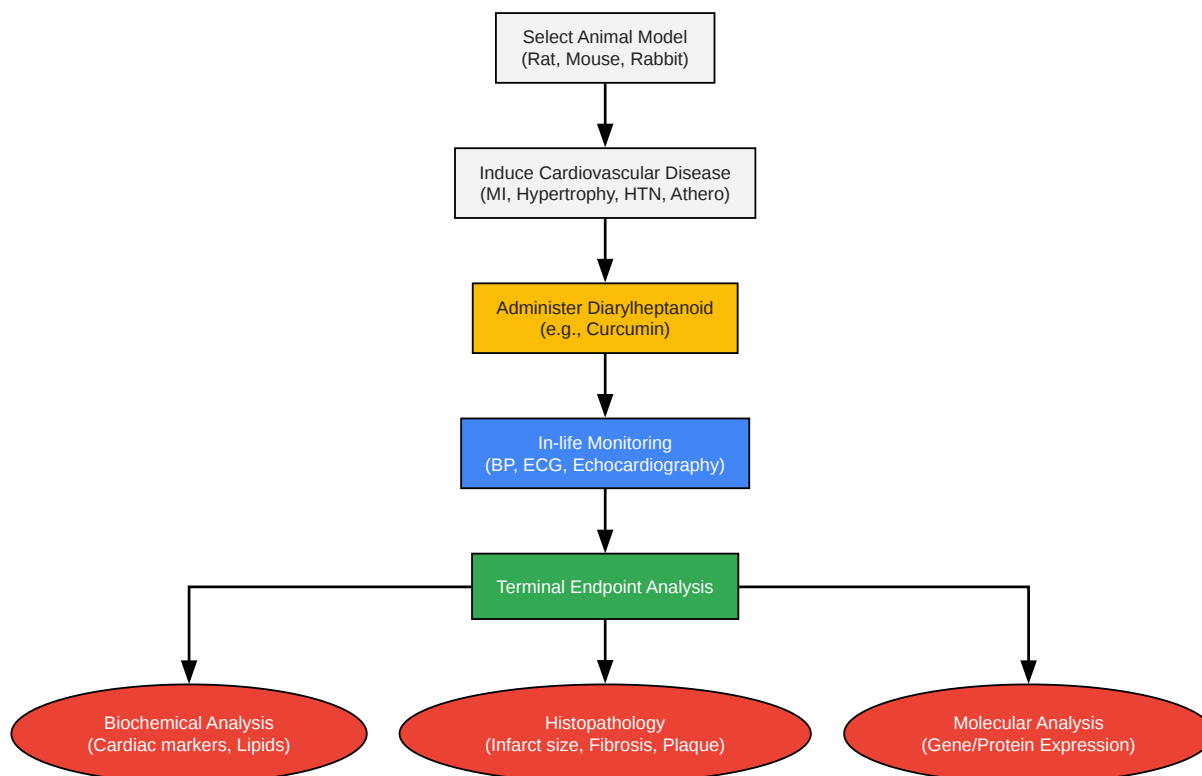 Select Animal Model
(Rat, Mouse, Rabbit)
Induce Cardiovascular Disease
(MI, Hypertrophy, HTN, Athero)
Administer Diarylheptanoid
(e.g., Curcumin)
In-life Monitoring
(BP, ECG, Echocardiography)
Terminal Endpoint Analysis
Biochemical Analysis
(Cardiac markers, Lipids)
Histopathology
(Infarct size, Fibrosis, Plaque)
Molecular Analysis
(Gene/Protein Expression)